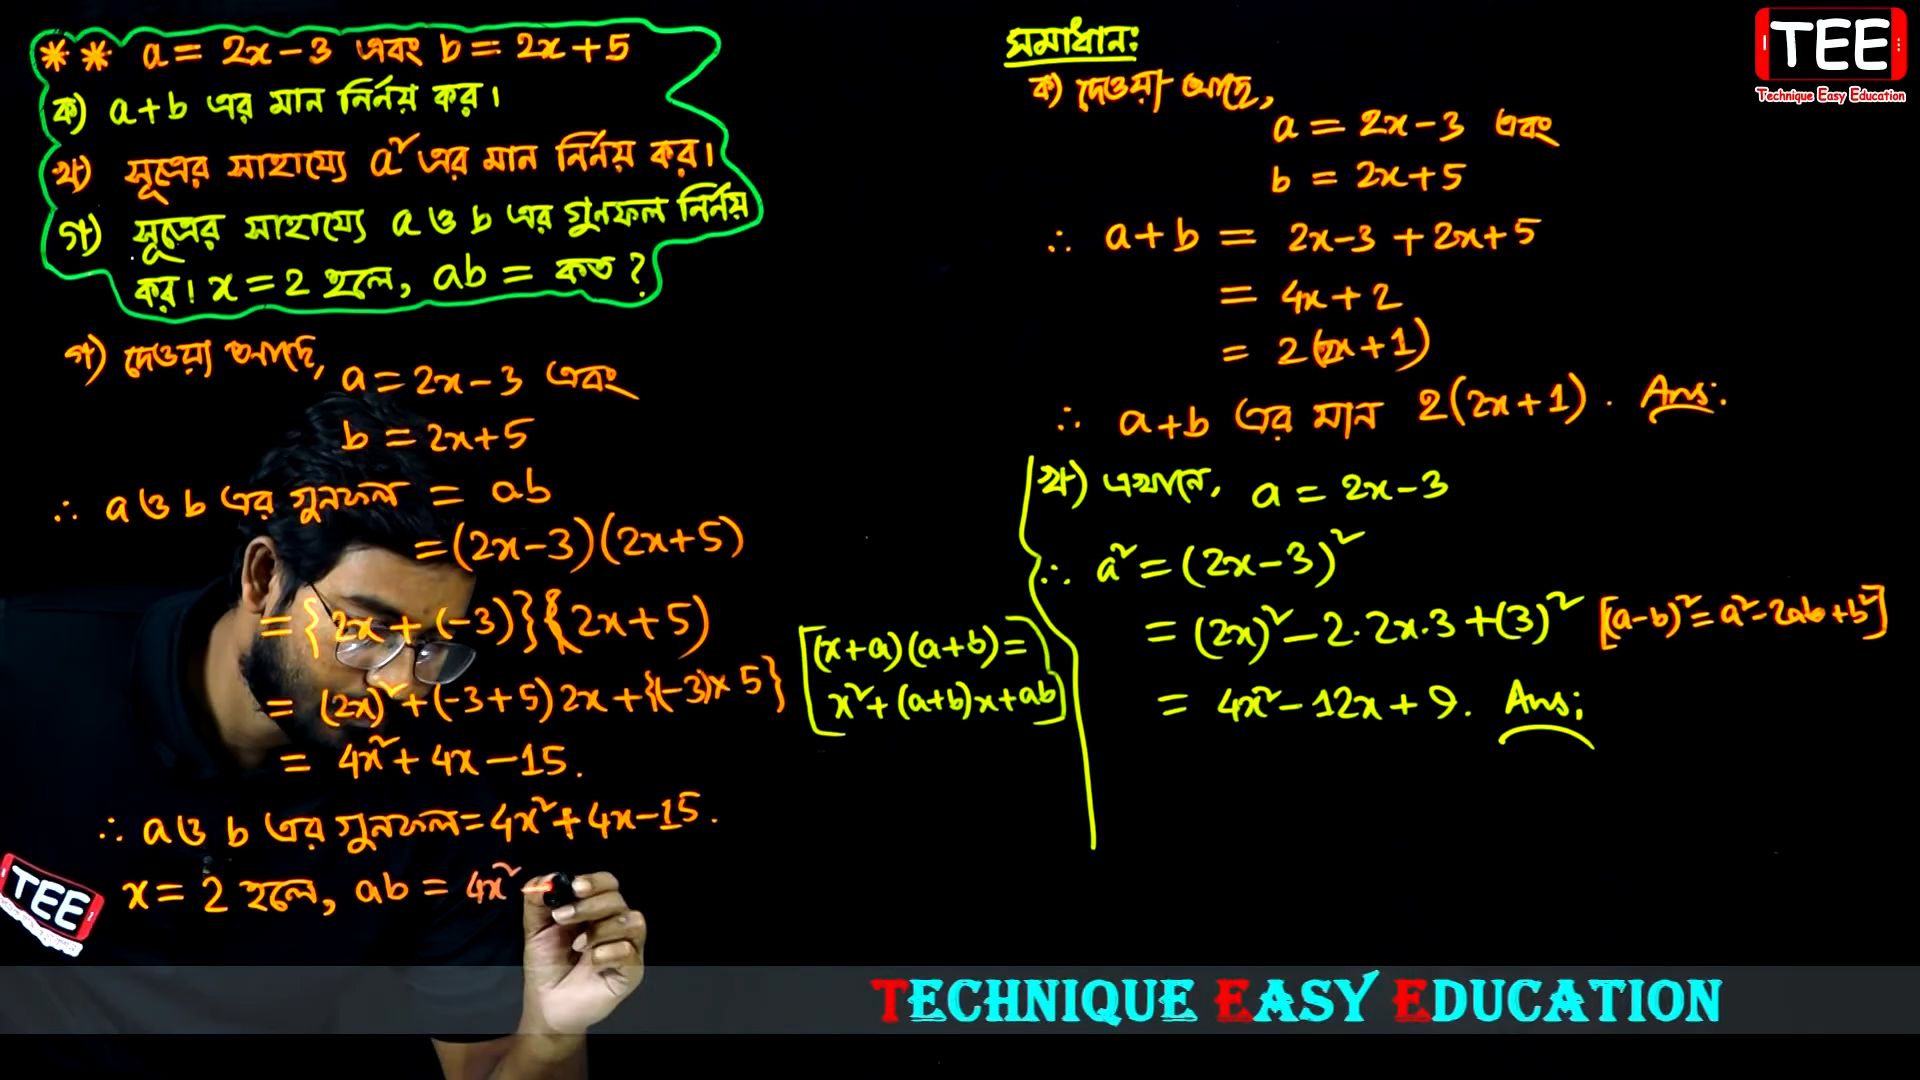 ** a = 2x-3 এবং b = 2x+5
ক) a+b এর মান নির্নয় কর।
খ) সূত্রের সাহায্যে a² এর মান নির্নয় কর।
গ) সূত্রের সাহায্যে a ও b এর গুণফল নির্নয়
কর। x = 2 হলে, ab = কত?
গ) দেওয়া আছে,
a = 2x-3 এবং
b = 2x+5
∴ a ও b এর গুনফল = ab
= (2x-3)(2x+5)
= {2x+(-3)}{2x+5)
= (2x)²+(-3+5)2x+{(-3)×5}
[(x+a)(a+b)=
x²+(a+b)x+ab]
= 4x²+4x-15.
∴ a ও b এর গুনফল = 4x²+4x-15.
x = 2 হলে, ab = 4x²
সমাধান:
ক) দেওয়া আছে,
a = 2x-3 এবং
b = 2x+5
∴ a+b = 2x-3+2x+5
= 4x+2
= 2(2x+1)
∴ a+b এর মান 2(2x+1). Ans:
খ) এখানে, a = 2x-3
∴ a² = (2x-3)²
= (2x)²-2.2x.3+(3)² [(a-b)²=a²-2ab+b²]
= 4x²-12x+9. Ans:
TEE
Technique Easy Education
TEE
TECHNIQUE EASY EDUCATION